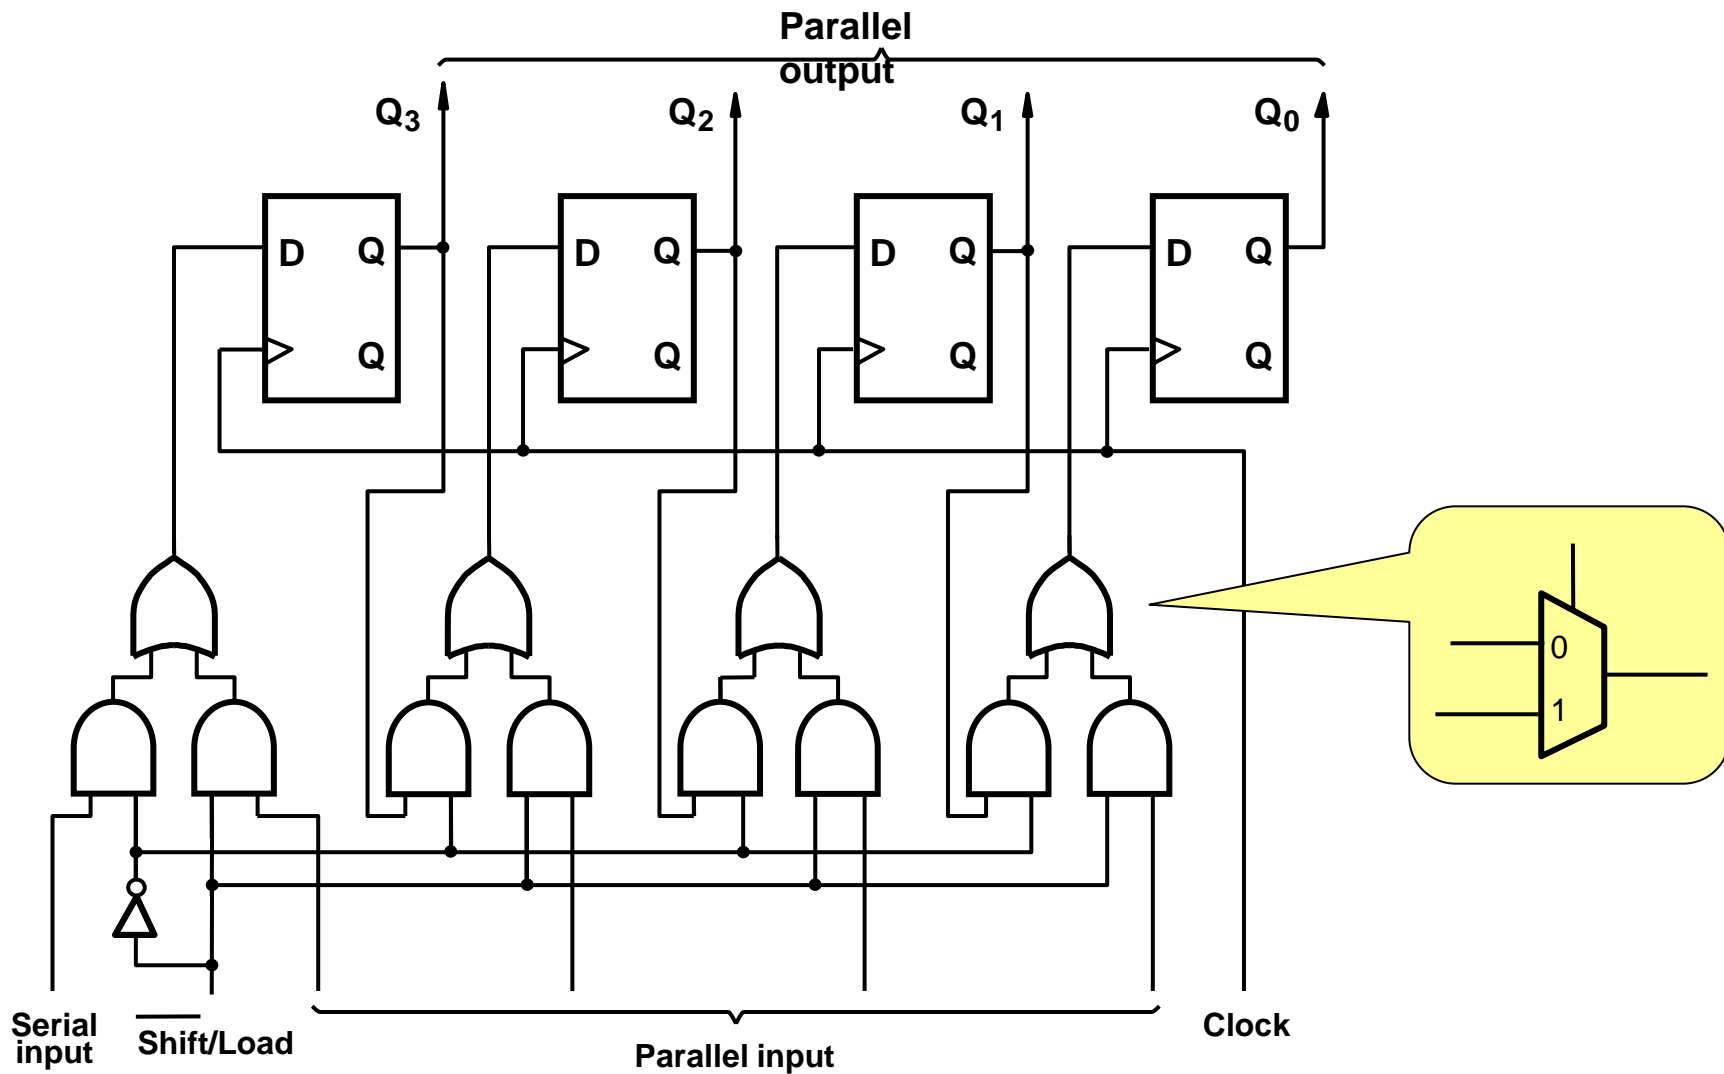 Parallel
output
Q3 Q2 Q1 Q0
D Q D Q D Q D Q
Q Q Q Q
0
1
Serial
input
Shift/Load
Parallel input
Clock